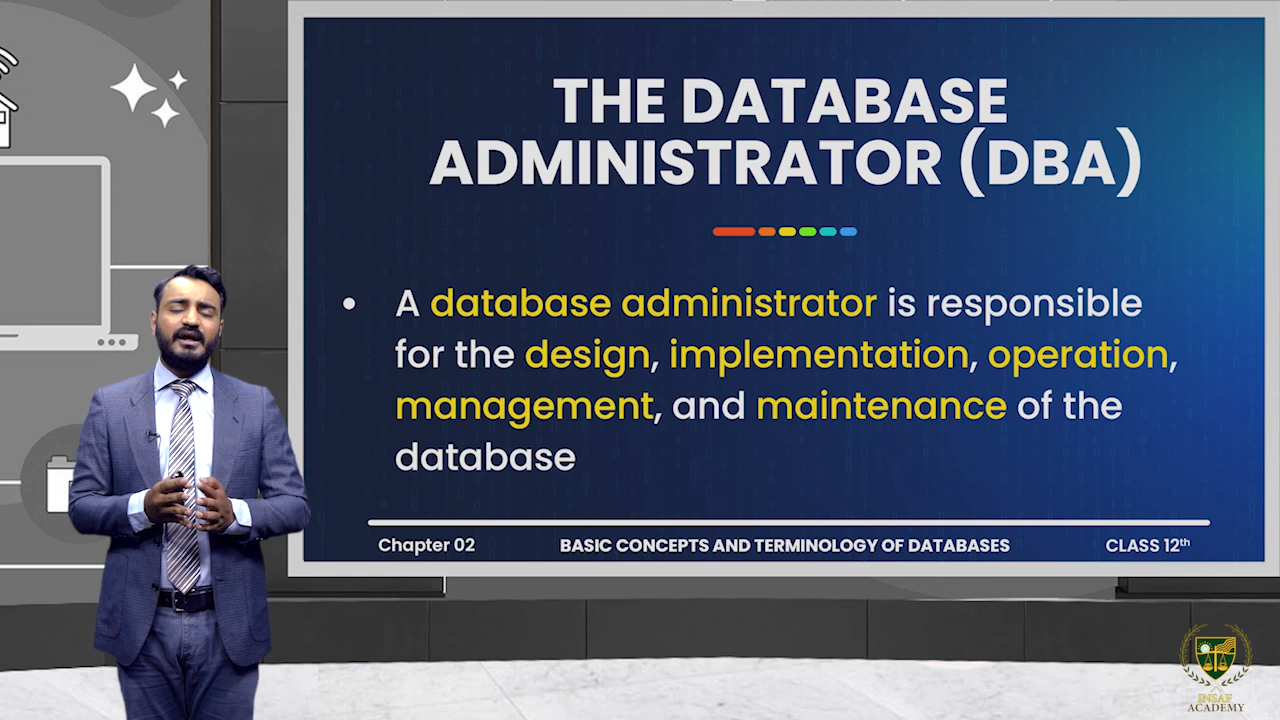 THE DATABASE
ADMINISTRATOR (DBA)
• A database administrator is responsible
for the design, implementation, operation,
management, and maintenance of the
database
Chapter 02 BASIC CONCEPTS AND TERMINOLOGY OF DATABASES CLASS 12th
INSAF
ACADEMY